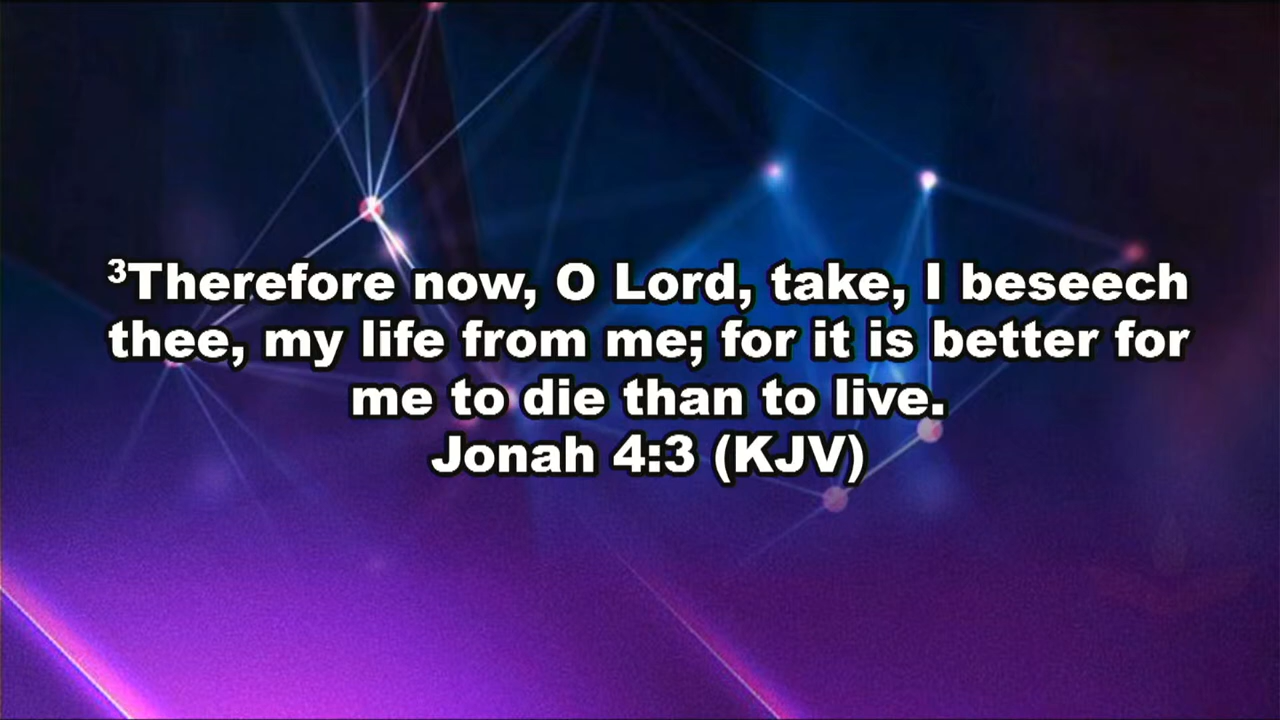 ³Therefore now, O Lord, take, I beseech
thee, my life from me; for it is better for
me to die than to live.
Jonah 4:3 (KJV)